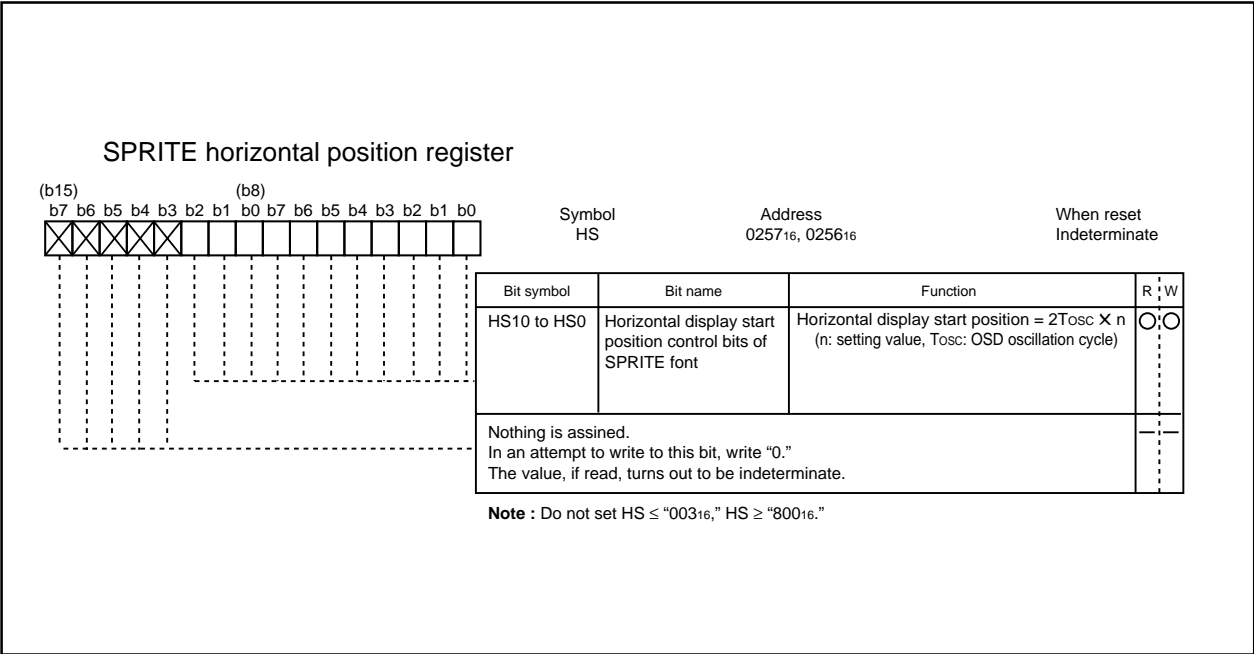 SPRITE horizontal position register
(b15) (b8)
b7 b6 b5 b4 b3 b2 b1 b0 b7 b6 b5 b4 b3 b2 b1 b0
Symbol Address When reset
HS 025716, 025616 Indeterminate
Bit symbol Bit name Function R W
HS10 to HS0 Horizontal display start position control bits of SPRITE font Horizontal display start position = 2TOSC X n
(n: setting value, TOSC: OSD oscillation cycle)
Nothing is assined.
In an attempt to write to this bit, write “0.”
The value, if read, turns out to be indeterminate.
Note : Do not set HS ≤ “00316,” HS ≥ “80016.”